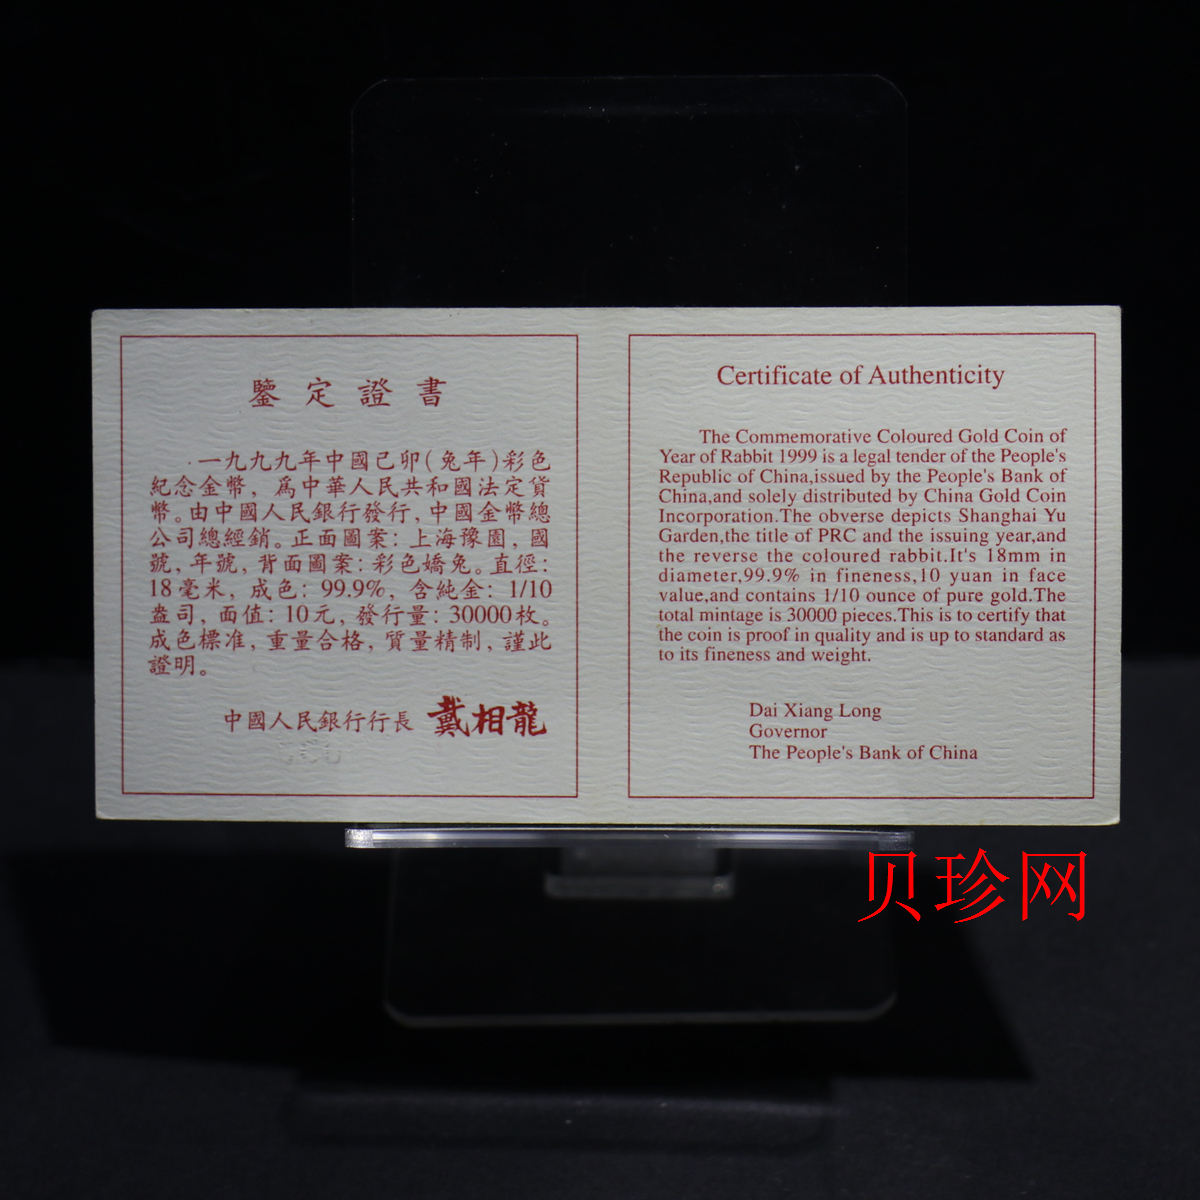 鑒定證書
一九九九年中國己卯(兔年)彩色
紀念金幣，爲中華人民共和國法定貨
幣。由中國人民銀行發行，中國金幣總
公司總經銷。正面圖案：上海豫園，國
號，年號，背面圖案：彩色嬌兔。直徑：
18毫米，成色：99.9%，含純金：1/10
盎司，面值：10元，發行量：30000枚。
成色標准，重量合格，質量精制，謹此
證明。
中國人民銀行行長 戴相龍
Certificate of Authenticity
The Commemorative Coloured Gold Coin of
Year of Rabbit 1999 is a legal tender of the People's
Republic of China,issued by the People's Bank of
China,and solely distributed by China Gold Coin
Incorporation.The obverse depicts Shanghai Yu
Garden,the title of PRC and the issuing year,and
the reverse the coloured rabbit.It's 18mm in
diameter,99.9% in fineness,10 yuan in face
value,and contains 1/10 ounce of pure gold.The
total mintage is 30000 pieces.This is to certify that
the coin is proof in quality and is up to standard as
to its fineness and weight.
Dai Xiang Long
Governor
The People's Bank of China
贝珍网